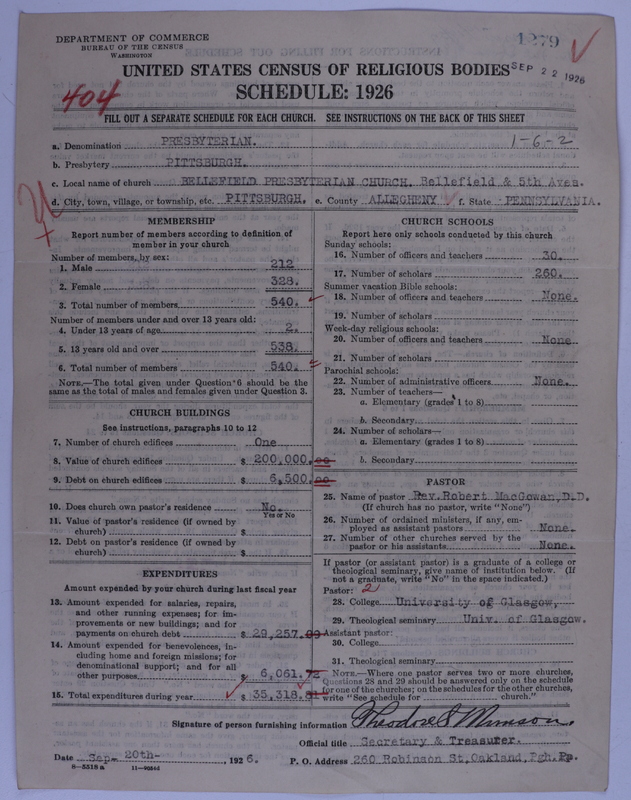 DEPARTMENT OF COMMERCE
BUREAU OF THE CENSUS
WASHINGTON
1279
SEP 22 1926
UNITED STATES CENSUS OF RELIGIOUS BODIES
SCHEDULE: 1926
404
FILL OUT A SEPARATE SCHEDULE FOR EACH CHURCH. SEE INSTRUCTIONS ON THE BACK OF THIS SHEET
a. Denomination PRESBYTERIAN. 1-6-2
b. Presbytery PITTSBURGH.
c. Local name of church BELLEFIELD PRESBYTERIAN CHURCH. Bellefield & 5th Aves.
d. City, town, village, or township, etc. PITTSBURGH. e. County ALLEGHENY f. State PENNSYLVANIA.
MEMBERSHIP
Report number of members according to definition of member in your church
Number of members, by sex:
1. Male 212
2. Female 328.
3. Total number of members 540.
Number of members under and over 13 years old:
4. Under 13 years of age 2.
5. 13 years old and over 538.
6. Total number of members 540.
NOTE.—The total given under Question 6 should be the
same as the total of males and females given under Question 3.
CHURCH BUILDINGS
See instructions, paragraphs 10 to 12
7. Number of church edifices One
8. Value of church edifices $ 200,000.00
9. Debt on church edifices $ 6,500.00
10. Does church own pastor's residence No.
Yes or No
11. Value of pastor's residence (if owned by
church) $
12. Debt on pastor's residence (if owned by
church) $
EXPENDITURES
Amount expended by your church during last fiscal year
13. Amount expended for salaries, repairs,
and other running expenses; for im-
provements or new buildings; and for
payments on church debt $ 29,257.
14. Amount expended for benevolences, in-
cluding home and foreign missions; for
denominational support; and for all
other purposes $ 6,061.72
15. Total expenditures during year $ 35,318.
CHURCH SCHOOLS
Report here only schools conducted by this church
Sunday schools:
16. Number of officers and teachers 30.
17. Number of scholars 260.
Summer vacation Bible schools:
18. Number of officers and teachers None.
19. Number of scholars
Week-day religious schools:
20. Number of officers and teachers None
21. Number of scholars
Parochial schools:
22. Number of administrative officers None.
23. Number of teachers—
a. Elementary (grades 1 to 8)
b. Secondary
24. Number of scholars—
a. Elementary (grades 1 to 8)
b. Secondary
PASTOR
25. Name of pastor Rev. Robert MacGowan, D.D.
(If church has no pastor, write "None")
26. Number of ordained ministers, if any, em-
ployed as assistant pastors None.
27. Number of other churches served by the
pastor or his assistants None.
If pastor (or assistant pastor) is a graduate of a college or
theological seminary, give name of institution below. (If
not a graduate, write "No" in the space indicated.)
Pastor: 2
28. College University of Glasgow,
29. Theological seminary Univ. of Glasgow.
Assistant pastor:
30. College
31. Theological seminary
NOTE.—Where one pastor serves two or more churches,
Questions 28 and 29 should be answered only on the schedule
for one of the churches; on the schedules for the other churches,
write "See schedule for church."
Signature of person furnishing information Theodore S Mumson.
Official title Secretary & Treasurer.
Date Sep. 20th- 1926. P. O. Address 260 Robinson St, Oakland, Pgh. Pa.
8-5518 a